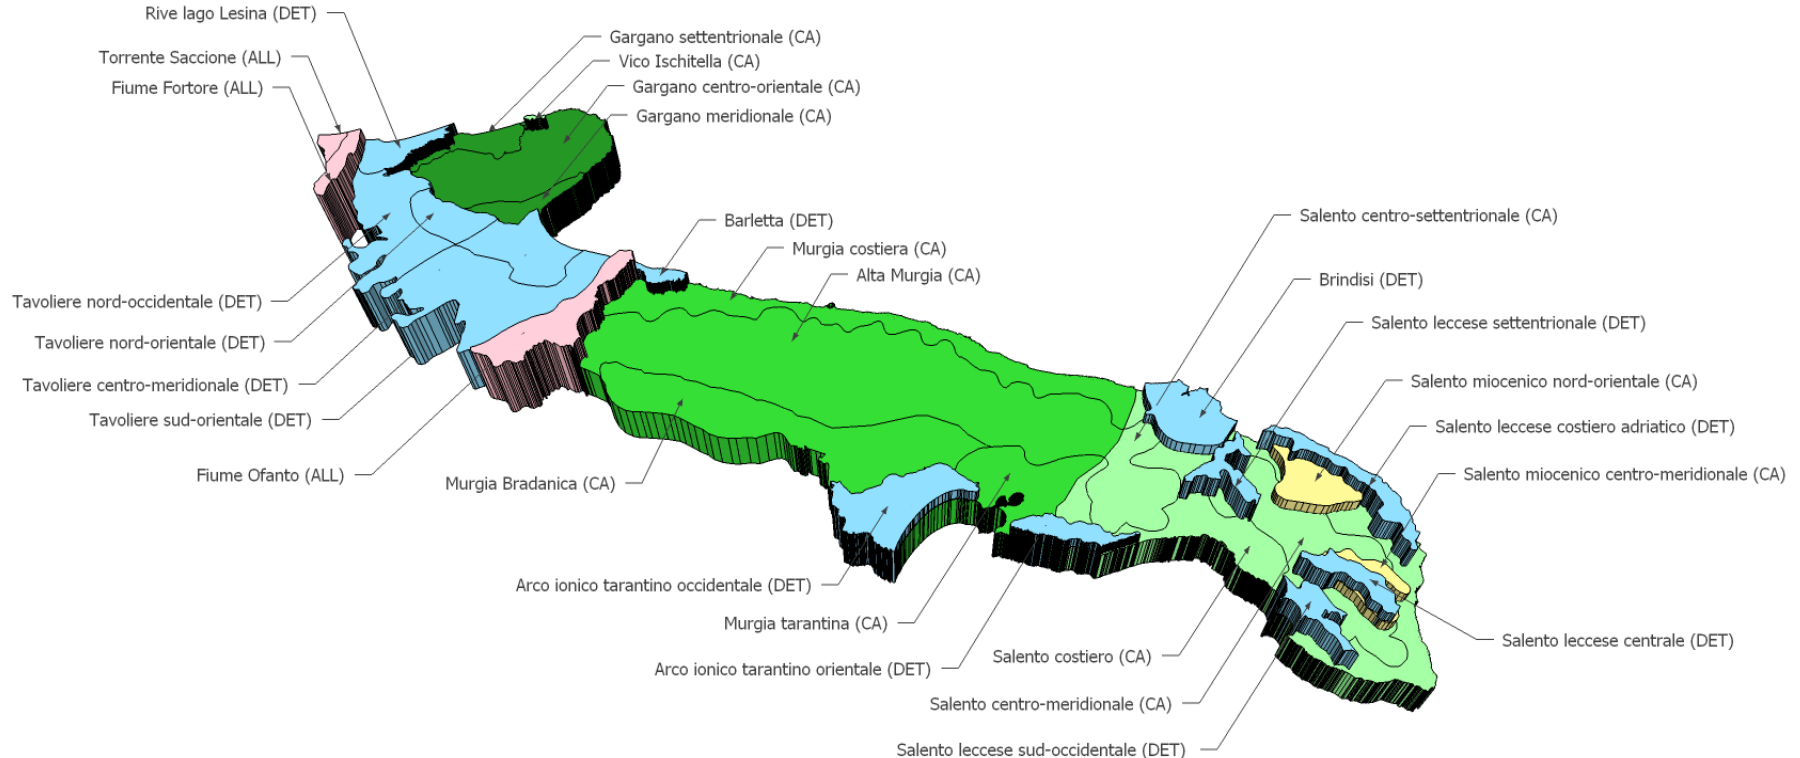 Rive lago Lesina (DET)
Gargano settentrionale (CA)
Torrente Saccione (ALL)
Vico Ischitella (CA)
Fiume Fortore (ALL)
Gargano centro-orientale (CA)
Gargano meridionale (CA)
Barletta (DET)
Salento centro-settentrionale (CA)
Murgia costiera (CA)
Alta Murgia (CA)
Brindisi (DET)
Tavoliere nord-occidentale (DET)
Salento leccese settentrionale (DET)
Tavoliere nord-orientale (DET)
Salento miocenico nord-orientale (CA)
Tavoliere centro-meridionale (DET)
Tavoliere sud-orientale (DET)
Salento leccese costiero adriatico (DET)
Fiume Ofanto (ALL)
Salento miocenico centro-meridionale (CA)
Murgia Bradanica (CA)
Arco ionico tarantino occidentale (DET)
Murgia tarantina (CA)
Salento leccese centrale (DET)
Salento costiero (CA)
Arco ionico tarantino orientale (DET)
Salento centro-meridionale (CA)
Salento leccese sud-occidentale (DET)